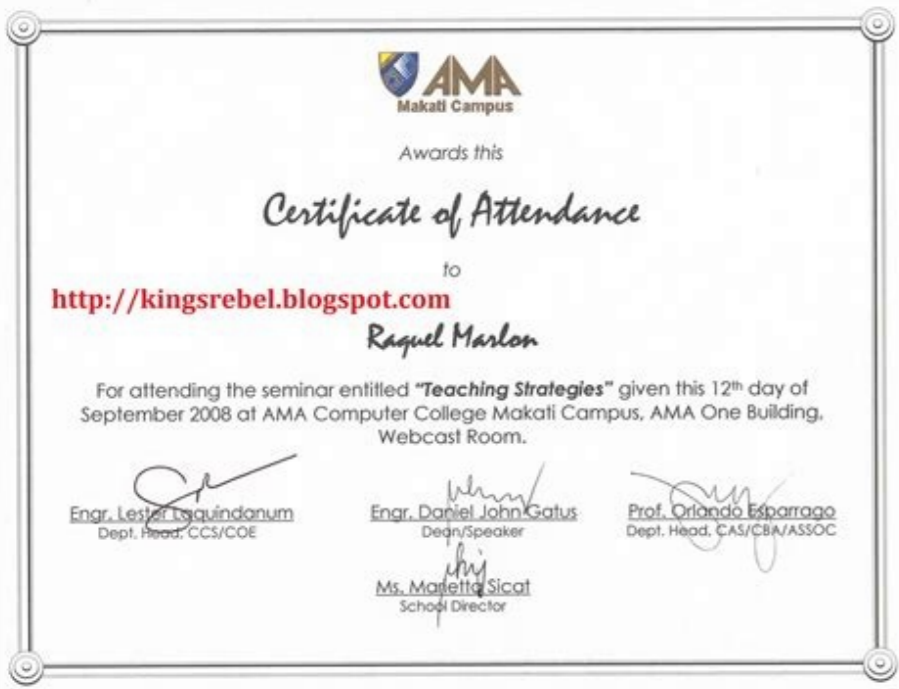 AMA
Makati Campus
Awards this
Certificate of Attendance
to
http://kingsrebel.blogspot.com
Raquel Marlon
For attending the seminar entitled "Teaching Strategies" given this 12th day of
September 2008 at AMA Computer College Makati Campus, AMA One Building,
Webcast Room.
Engr. Lester Laquindanum
Dept. Head, CCS/COE
Engr. Daniel John Gatus
Dean/Speaker
Prof. Orlando Esparrago
Dept. Head, CAS/CBA/ASSOC
Ms. Marietta Sicat
School Director